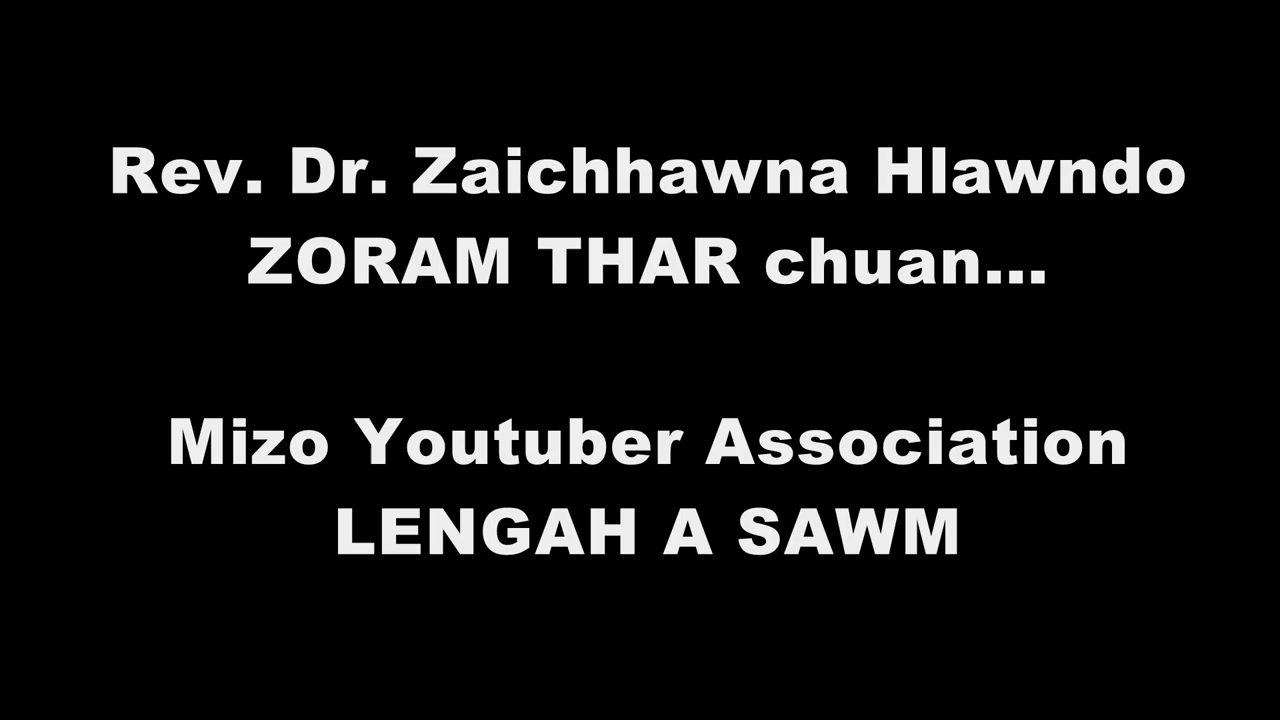 Rev. Dr. Zaichhawna Hlawndo
ZORAM THAR chuan...
Mizo Youtuber Association
LENGAH A SAWM